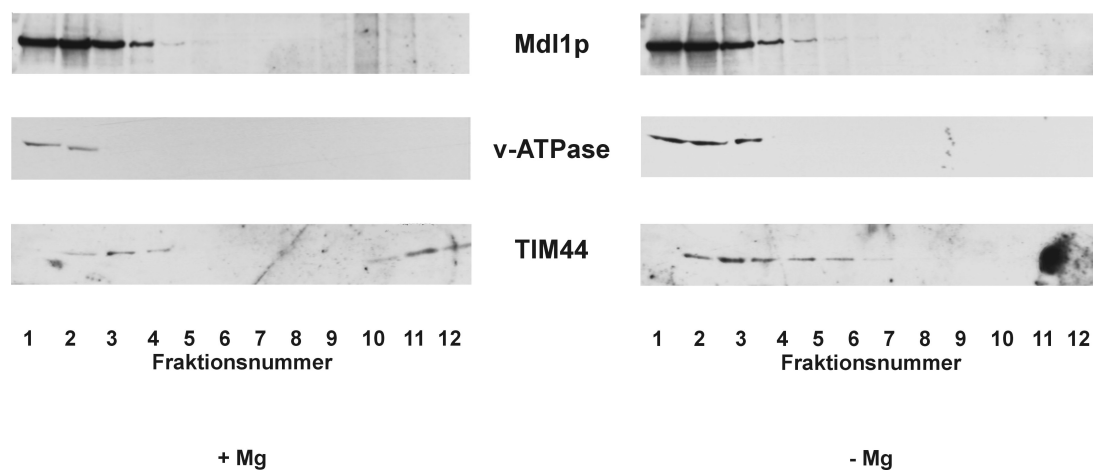 Mdl1p
v-ATPase
TIM44
1 2 3 4 5 6 7 8 9 10 11 12
Fraktionsnummer
+ Mg
1 2 3 4 5 6 7 8 9 10 11 12
Fraktionsnummer
- Mg